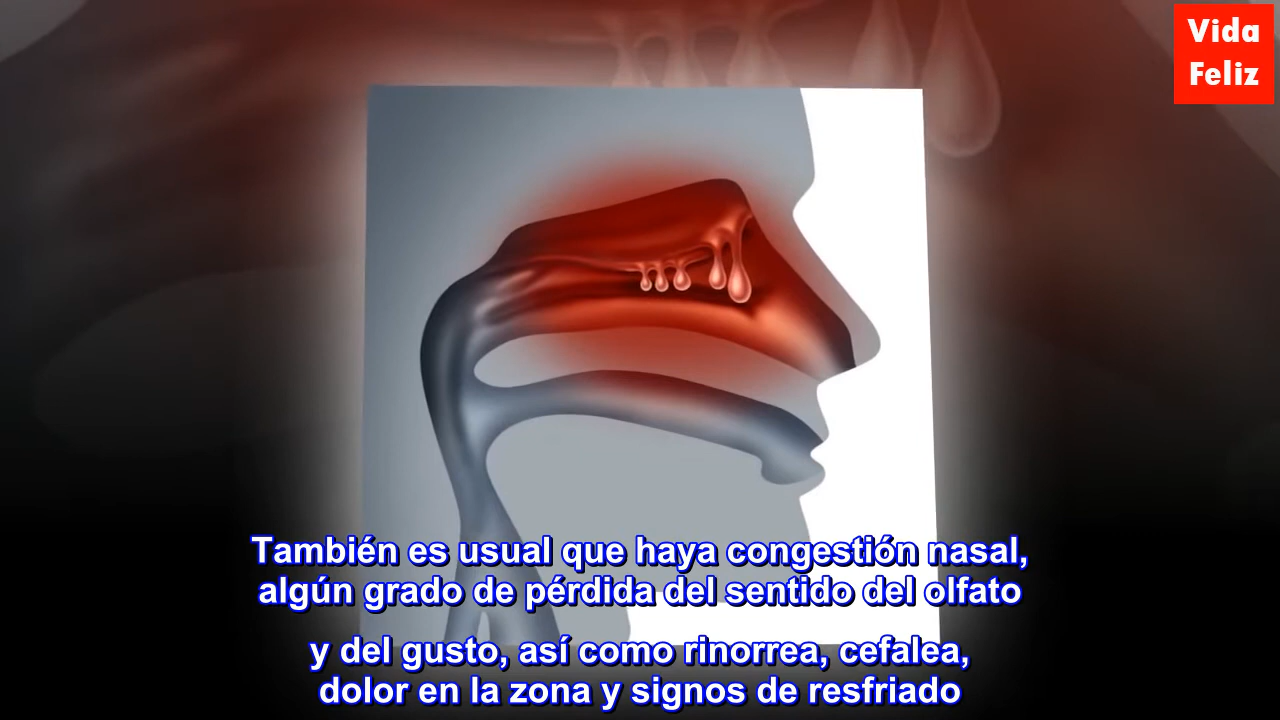 Vida
Feliz
También es usual que haya congestión nasal,
algún grado de pérdida del sentido del olfato
y del gusto, así como rinorrea, cefalea,
dolor en la zona y signos de resfriado